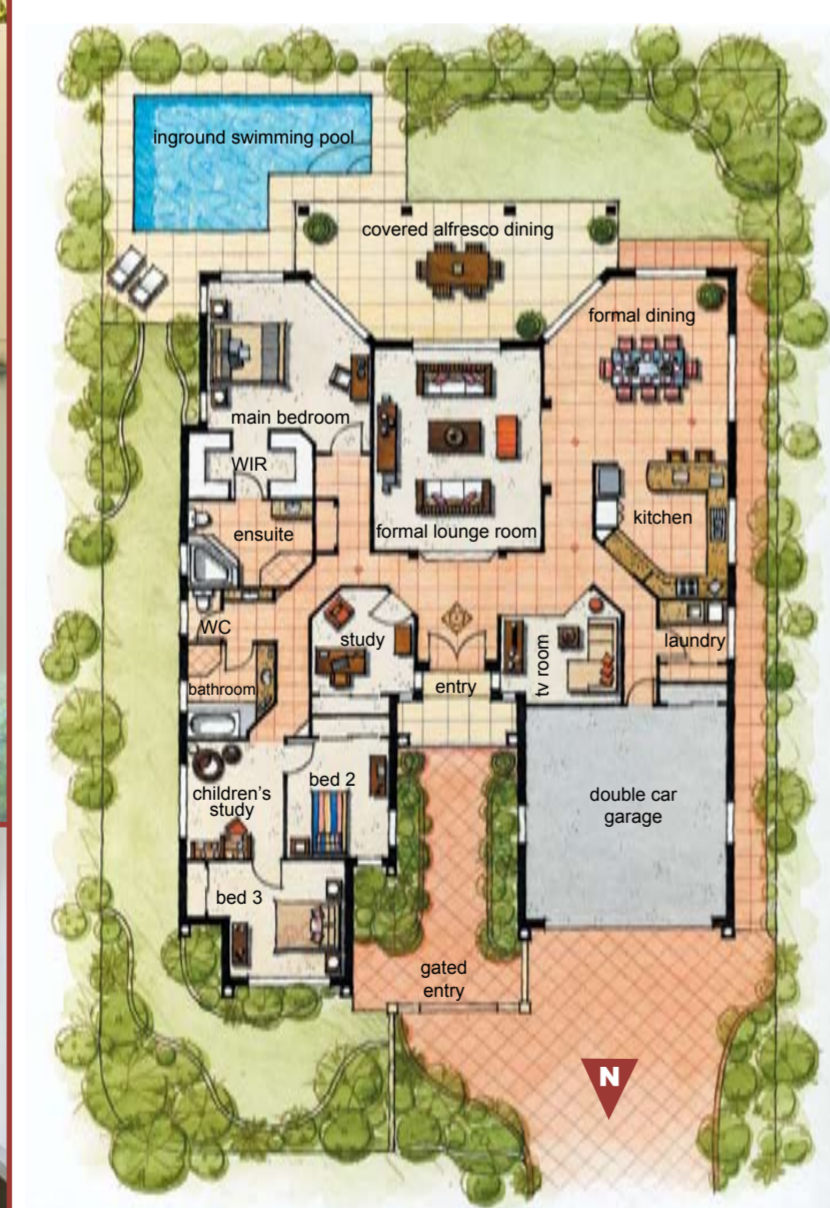 inground swimming pool
covered alfresco dining
formal dining
main bedroom
WIR
kitchen
formal lounge room
ensuite
WC
study
tv room
laundry
bathroom
entry
bed 2
children's
study
double car
garage
bed 3
gated
entry
N